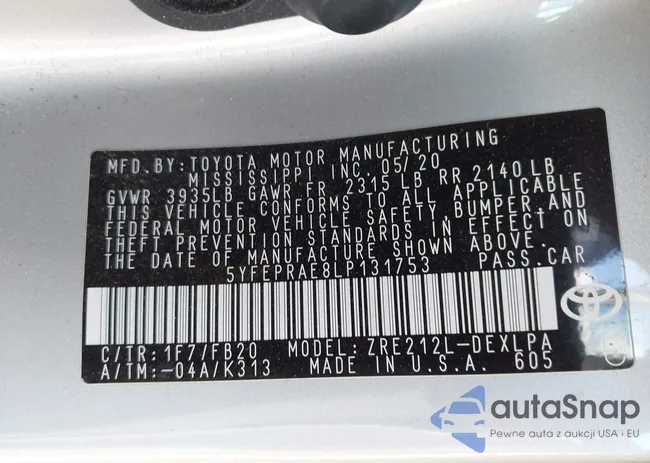 MFD.BY: TOYOTA MOTOR MANUFACTURING
MISSISSIPPI INC. 05/20
GVWR 3935LB GAWR FR 2315 LB RR 2140 LB
THIS VEHICLE CONFORMS TO ALL APPLICABLE
FEDERAL MOTOR VEHICLE SAFETY, BUMPER, AND
THEFT PREVENTION STANDARDS IN EFFECT ON
THE DATE OF MANUFACTURE SHOWN ABOVE.
5YFEPRAE8LP131753 PASS.CAR
C/TR: 1F7/FB20 MODEL: ZRE212L-DEXLPA
A/TM: -04A/K313 MADE IN U.S.A. 605
autaSnap
Pewne auta z aukcji USA i EU